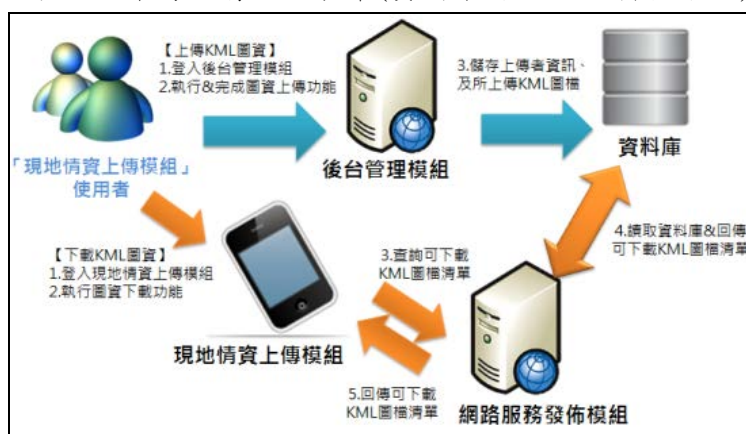 【上傳KML圖資】
1.登入後台管理模組
2.執行&完成圖資上傳功能
3.儲存上傳者資訊、
及所上傳KML圖檔
資料庫
後台管理模組
「現地情資上傳模組」
使用者
【下載KML圖資】
1.登入現地情資上傳模組
2.執行圖資下載功能
3.查詢可下載
KML圖檔清單
4.讀取資料庫&回傳
可下載KML圖檔清單
現地情資上傳模組
5.回傳可下載
KML圖檔清單
網路服務發佈模組